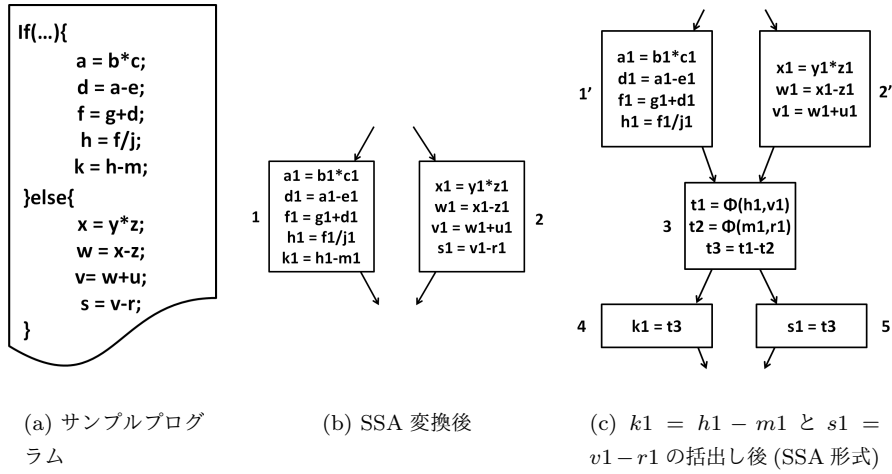 If(...){
a = b*c;
d = a-e;
f = g+d;
h = f/j;
k = h-m;
}else{
x = y*z;
w = x-z;
v= w+u;
s = v-r;
}
(a) サンプルプログ
ラム
1
a1 = b1*c1
d1 = a1-e1
f1 = g1+d1
h1 = f1/j1
k1 = h1-m1
x1 = y1*z1
w1 = x1-z1
v1 = w1+u1
s1 = v1-r1
2
(b) SSA 変換後
1’
a1 = b1*c1
d1 = a1-e1
f1 = g1+d1
h1 = f1/j1
x1 = y1*z1
w1 = x1-z1
v1 = w1+u1
2'
3
t1 = Φ(h1,v1)
t2 = Φ(m1,r1)
t3 = t1-t2
4
k1 = t3
s1 = t3
5
(c) k1 = h1 − m1 と s1 =
v1−r1 の括出し後 (SSA 形式)